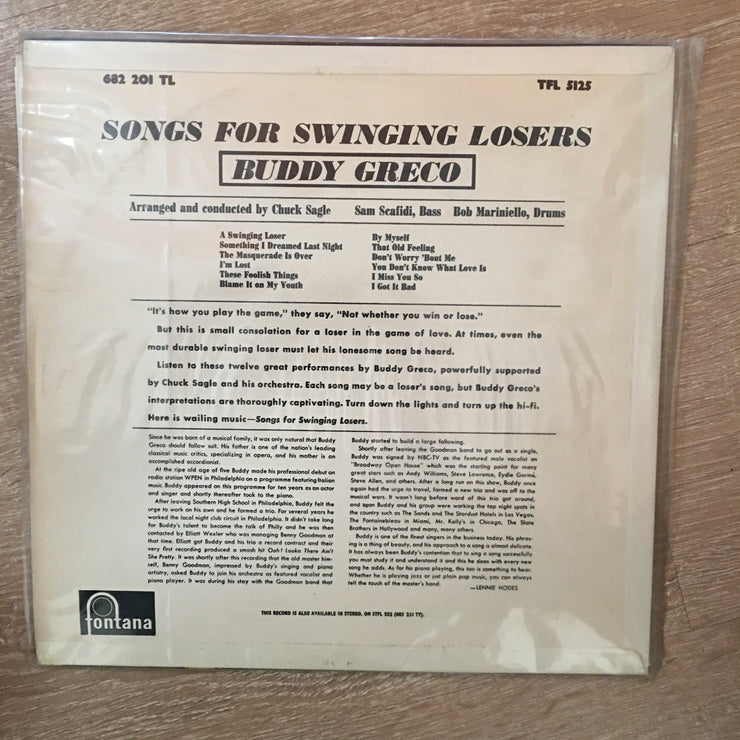 682 201 TL
TFL 5125
SONGS FOR SWINGING LOSERS
BUDDY GRECO
Arranged and conducted by Chuck Sagle Sam Scafidi, Bass Bob Mariniello, Drums
A Swinging Loser
Something I Dreamed Last Night
The Masquerade Is Over
I'm Lost
These Foolish Things
Blame It on My Youth
By Myself
That Old Feeling
Don't Worry 'Bout Me
You Don't Know What Love Is
I Miss You So
I Got It Bad
"It's how you play the game," they say, "Not whether you win or lose."
But this is small consolation for a loser in the game of love. At times, even the
most durable swinging loser must let his lonesome song be heard.
Listen to these twelve great performances by Buddy Greco, powerfully supported
by Chuck Sagle and his orchestra. Each song may be a loser's song, but Buddy Greco's
interpretations are thoroughly captivating. Turn down the lights and turn up the hi-fi.
Here is wailing music—Songs for Swinging Losers.
Since he was born of a musical family, it was only natural that Buddy
Greco should follow suit. His father is one of the nation's leading
classical music critics, specializing in opera, and his mother is an
accomplished accordionist.
At the ripe old age of five Buddy made his professional debut on
radio station WPEN in Philadelphia on a programme featuring Italian
music. Buddy appeared on this programme for ten years as an actor
and singer and shortly thereafter took to the piano.
After leaving Southern High School in Philadelphia, Buddy felt the
urge to work on his own and he formed a trio. For several years he
worked the local night club circuit in Philadelphia. It didn't take long
for Buddy's talent to become the talk of Philly and he was then
contacted by Elliott Wexler who was managing Benny Goodman at
that time. Elliott got Buddy and his trio a record contract and their
very first recording produced a smash hit Ooh! Looka There Ain't
She Pretty. It was shortly after this recording that the old master him-
self, Benny Goodman, impressed by Buddy's singing and piano
artistry, asked Buddy to join his orchestra as featured vocalist and
piano player. It was during his stay with the Goodman band that
Buddy started to build a large following.
Shortly after leaving the Goodman band to go out as a single,
Buddy was signed by NBC-TV as the featured male vocalist on
"Broadway Open House" which was the starting point for many
great stars such as Andy Williams, Steve Lawrence, Eydie Gormé,
Steve Allen, and others. After a long run on this show, Buddy once
again had the urge to travel, formed a new trio and was off to the
musical wars. It wasn't long before word of this trio got around,
and soon Buddy and his group were working the top night spots in
the country such as The Sands and The Stardust Hotels in Las Vegas,
The Fontainebleau in Miami, Mr. Kelly's in Chicago, The Slate
Brothers in Hollywood and many, many others.
Buddy is one of the finest singers in the business today. His phras-
ing is a thing of beauty, and his approach to a song is almost delicate.
It has always been Buddy's contention that to sing a song successfully
you must study it and understand it and this he does with every new
song he adds. As for his piano playing, this too is something to hear.
Whether he is playing jazz or just plain pop music, you can always
tell the touch of the master's hand.
—LENNIE HODES
fontana
THIS RECORD IS ALSO AVAILABLE IN STEREO, ON STFL 552 (885 231 TY).